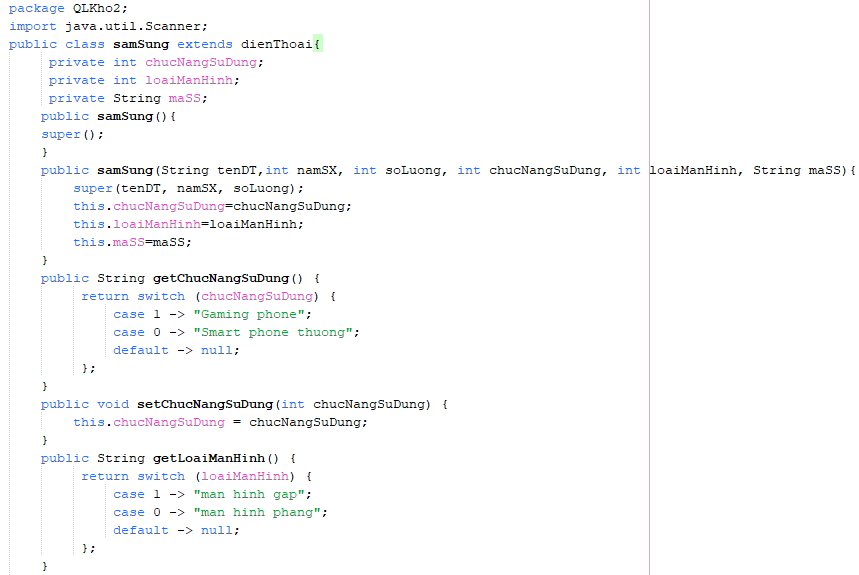 package QLKho2;
import java.util.Scanner;
public class samSung extends dienThoai{
private int chucNangSuDung;
private int loaiManHinh;
private String maSS;
public samSung(){
super();
}
public samSung(String tenDT,int namSX, int soLuong, int chucNangSuDung, int loaiManHinh, String maSS){
super(tenDT, namSX, soLuong);
this.chucNangSuDung=chucNangSuDung;
this.loaiManHinh=loaiManHinh;
this.maSS=maSS;
}
public String getChucNangSuDung() {
return switch (chucNangSuDung) {
case 1 -> "Gaming phone";
case 0 -> "Smart phone thuong";
default -> null;
};
}
public void setChucNangSuDung(int chucNangSuDung) {
this.chucNangSuDung = chucNangSuDung;
}
public String getLoaiManHinh() {
return switch (loaiManHinh) {
case 1 -> "man hinh gap";
case 0 -> "man hinh phang";
default -> null;
};
}